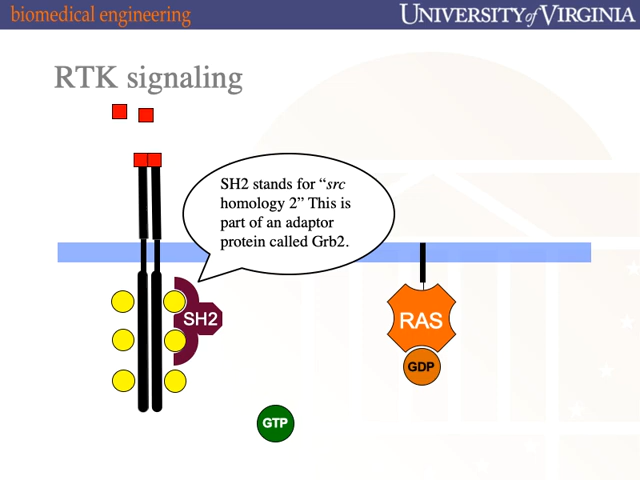 biomedical engineering
UNIVERSITY of VIRGINIA
RTK signaling
SH2 stands for “src
homology 2” This is
part of an adaptor
protein called Grb2.
SH2
RAS
GDP
GTP